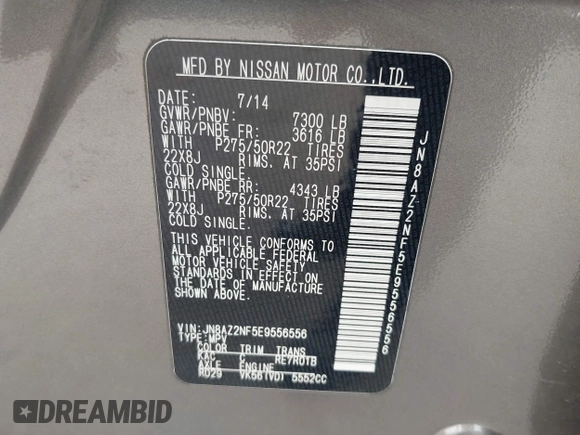 MFD BY NISSAN MOTOR CO.,LTD.
DATE: 7/14
GVWR/PNBV: 7300 LB
GAWR/PNBE FR: 3616 LB
WITH P275/50R22 TIRES
22X8J RIMS. AT 35PSI
COLD SINGLE.
GAWR/PNBE RR: 4343 LB
WITH P275/50R22 TIRES
22X8J RIMS. AT 35PSI
COLD SINGLE.
THIS VEHICLE CONFORMS TO
ALL APPLICABLE FEDERAL
MOTOR VEHICLE SAFETY
STANDARDS IN EFFECT ON
THE DATE OF MANUFACTURE
INDICATED ABOVE.
VIN: JN8AZ2NF5E9556556
TYPE: MPV
COLOR TRIM TRANS
KAC C RE7R01B
AXLE ENGINE
RD29 VK56(VD) 5552CC
JN8AZ2NF5E9556556
DREAMBID